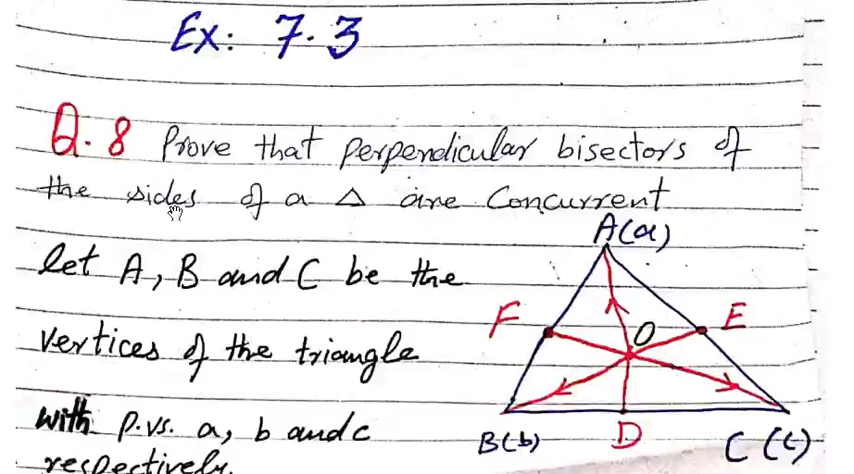 Ex: 7.3
Q.8 Prove that perpendicular bisectors of
the sides of a △ are Concurrent
let A, B and C be the
vertices of the triangle
with p.vs. a, b and c
respectively.
A(a)
F
E
O
B(b)
D
C (c)